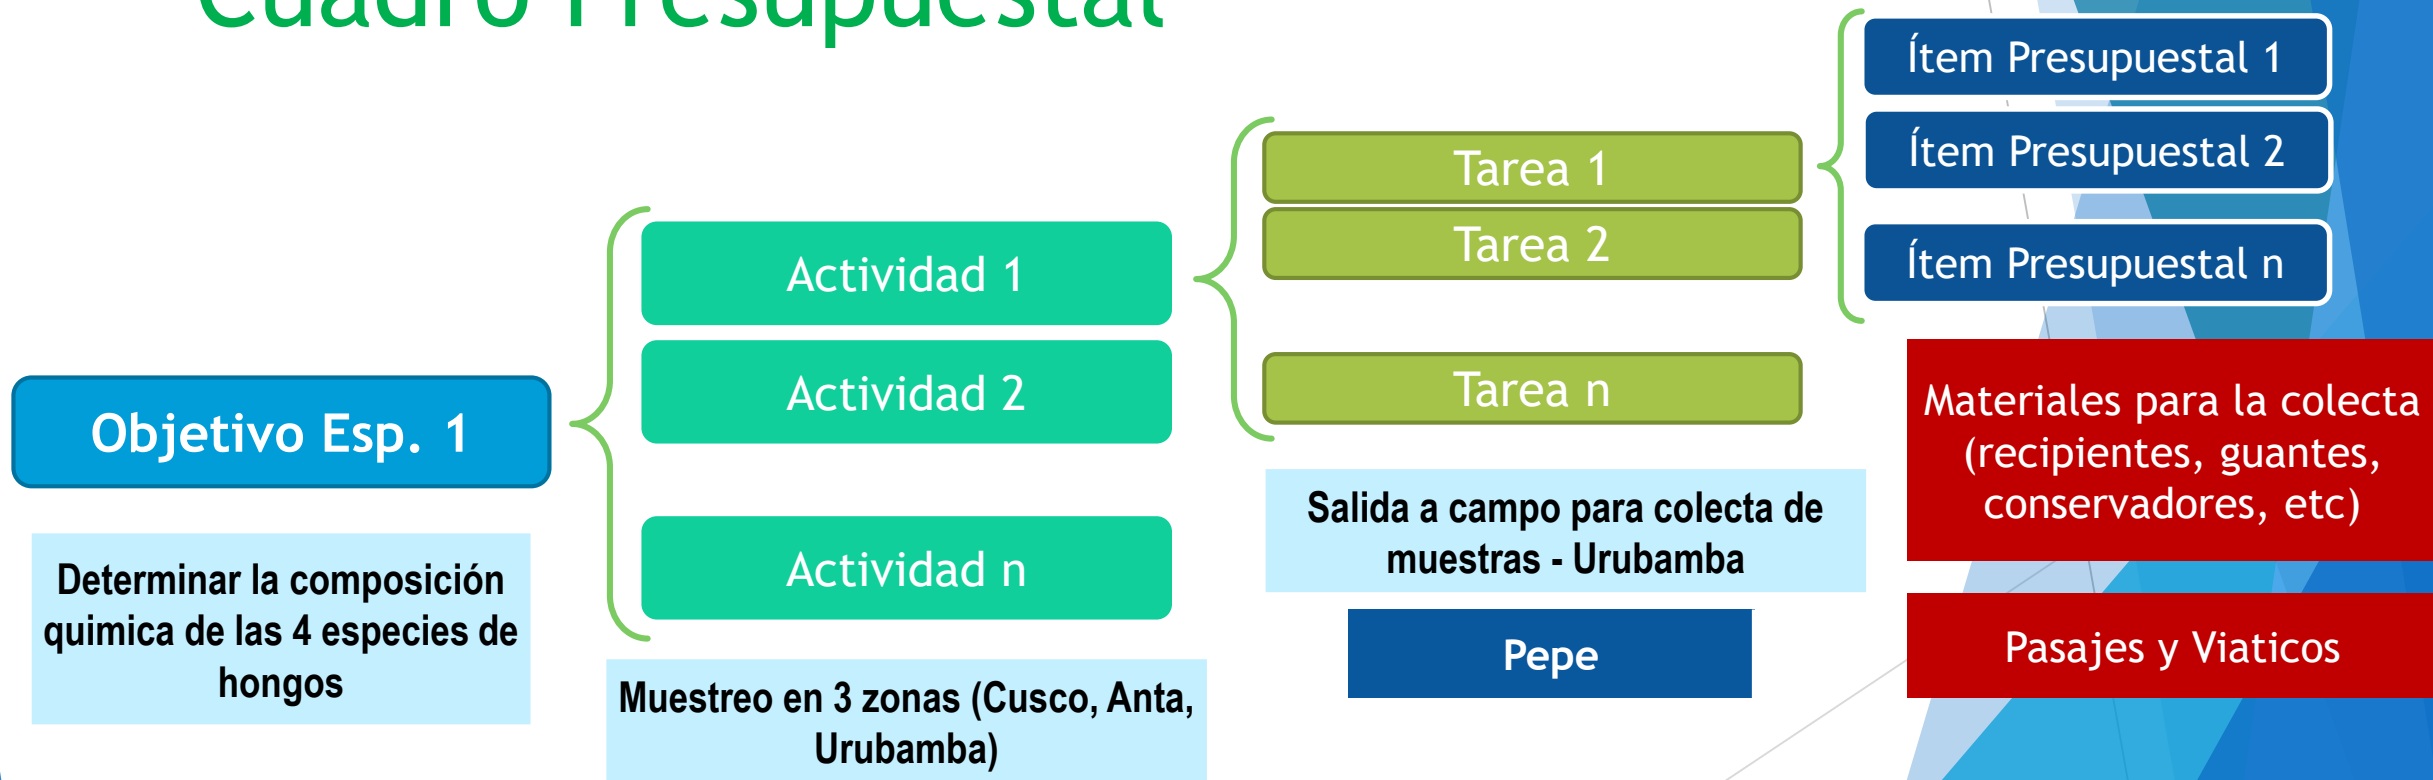 Cuadro Presupuestal
Ítem Presupuestal 1
Ítem Presupuestal 2
Ítem Presupuestal n
Tarea 1
Tarea 2
Tarea n
Actividad 1
Actividad 2
Actividad n
Objetivo Esp. 1
Determinar la composición
quimica de las 4 especies de
hongos
Muestreo en 3 zonas (Cusco, Anta,
Urubamba)
Salida a campo para colecta de
muestras - Urubamba
Pepe
Materiales para la colecta
(recipientes, guantes,
conservadores, etc)
Pasajes y Viaticos